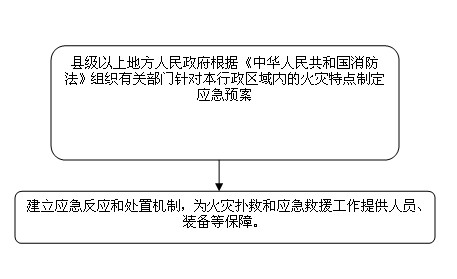 县级以上地方人民政府根据《中华人民共和国消防
法》组织有关部门针对本行政区域内的火灾特点制定
应急预案
建立应急反应和处置机制，为火灾扑救和应急救援工作提供人员、
装备等保障。